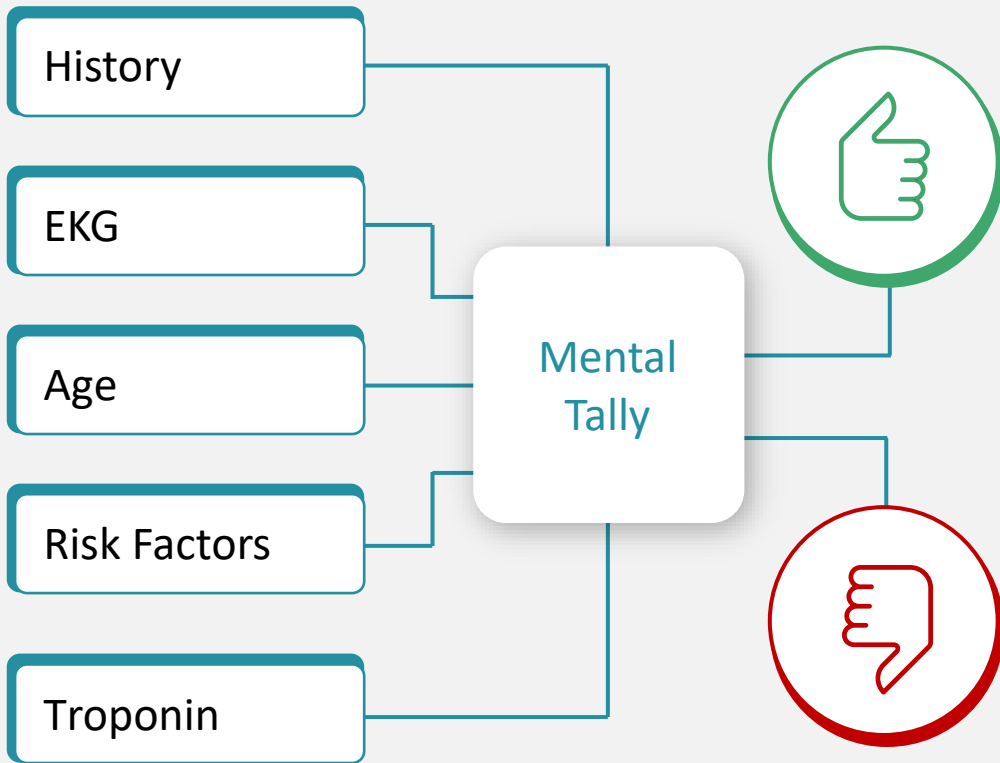 History
EKG
Age
Risk Factors
Troponin
Mental
Tally